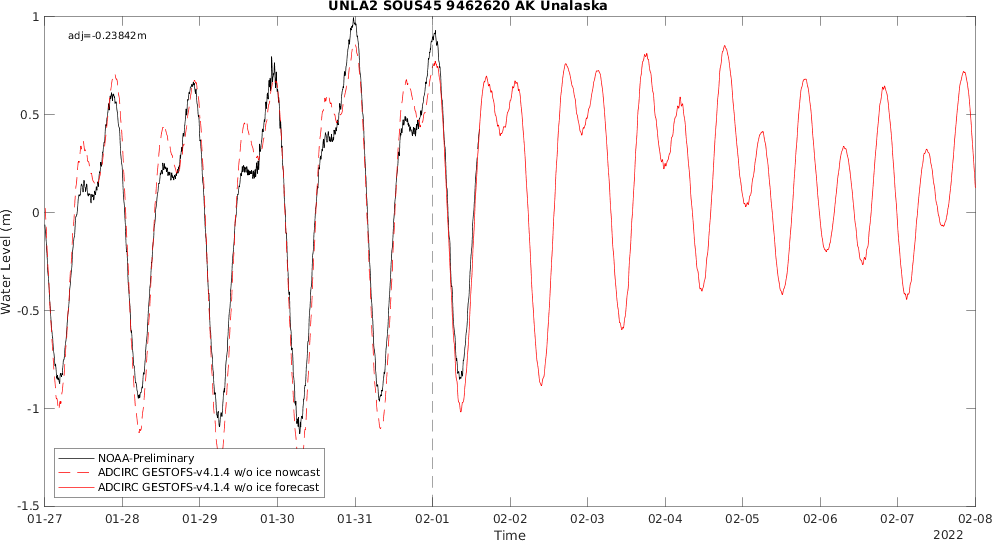 UNLA2 SOUS45 9462620 AK Unalaska
adj=-0.23842m
1
0.5
0
-0.5
-1
-1.5
Water Level (m)
NOAA-Preliminary
ADCIRC GESTOFS-v4.1.4 w/o ice nowcast
ADCIRC GESTOFS-v4.1.4 w/o ice forecast
01-27 01-28 01-29 01-30 01-31 02-01 02-02 02-03 02-04 02-05 02-06 02-07 02-08
Time
2022